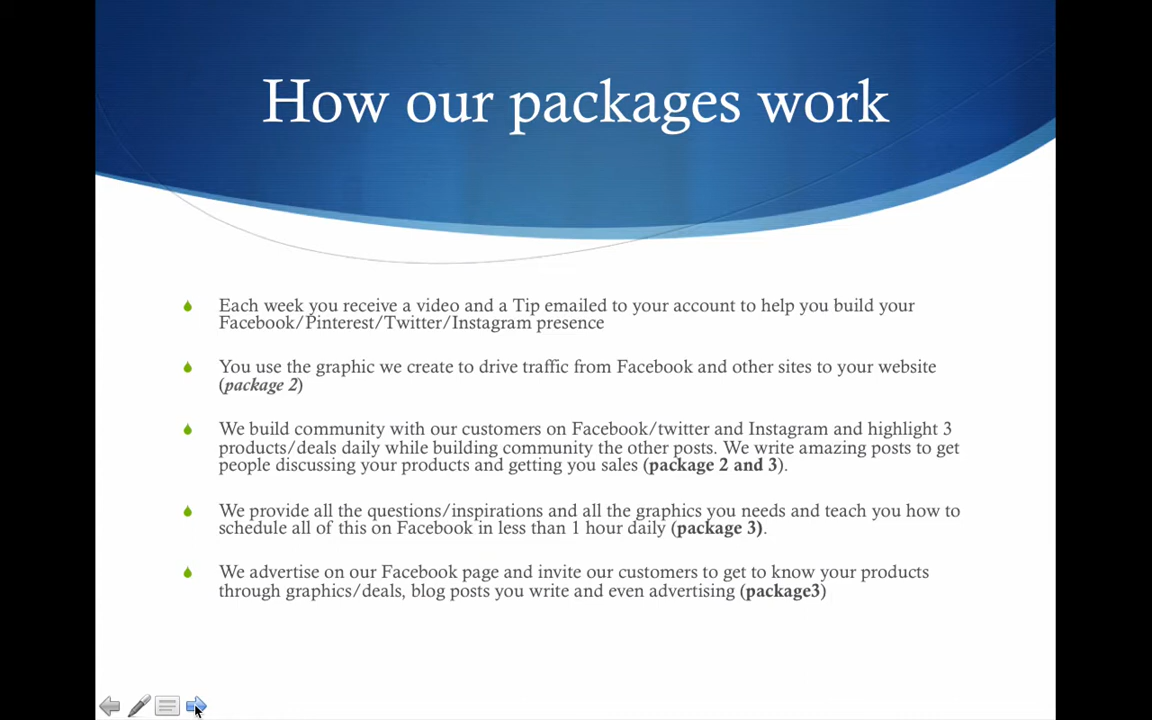 How our packages work
Each week you receive a video and a Tip emailed to your account to help you build your
Facebook/Pinterest/Twitter/Instagram presence
You use the graphic we create to drive traffic from Facebook and other sites to your website
(package 2)
We build community with our customers on Facebook/twitter and Instagram and highlight 3
products/deals daily while building community the other posts. We write amazing posts to get
people discussing your products and getting you sales (package 2 and 3).
We provide all the questions/inspirations and all the graphics you needs and teach you how to
schedule all of this on Facebook in less than 1 hour daily (package 3).
We advertise on our Facebook page and invite our customers to get to know your products
through graphics/deals, blog posts you write and even advertising (package3)